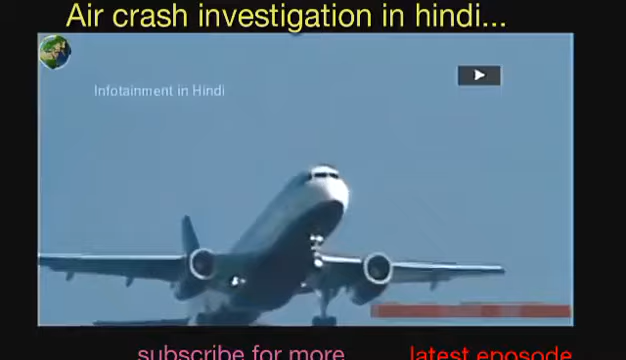 Air crash investigation in hindi...
Infotainment in Hindi
subscribe for more
latest eposode